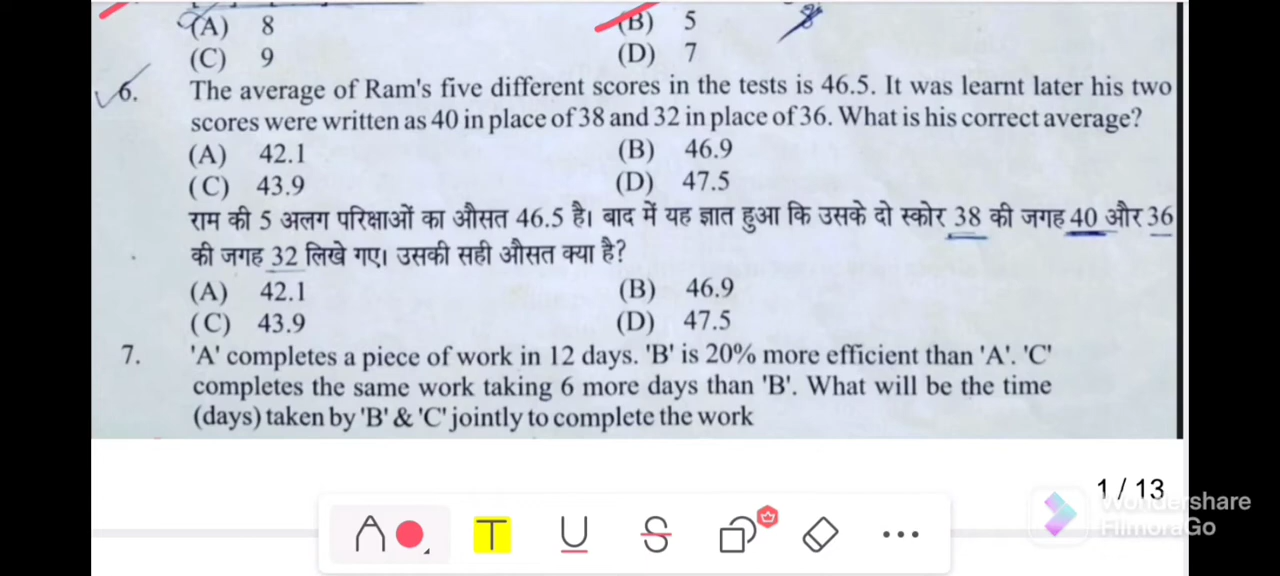 (A) 8 (B) 5
(C) 9 (D) 7
6. The average of Ram's five different scores in the tests is 46.5. It was learnt later his two
scores were written as 40 in place of 38 and 32 in place of 36. What is his correct average?
(A) 42.1 (B) 46.9
(C) 43.9 (D) 47.5
राम की 5 अलग परिक्षाओं का औसत 46.5 है। बाद में यह ज्ञात हुआ कि उसके दो स्कोर 38 की जगह 40 और 36
की जगह 32 लिखे गए। उसकी सही औसत क्या है?
(A) 42.1 (B) 46.9
(C) 43.9 (D) 47.5
7. 'A' completes a piece of work in 12 days. 'B' is 20% more efficient than 'A'. 'C'
completes the same work taking 6 more days than 'B'. What will be the time
(days) taken by 'B' & 'C' jointly to complete the work
1 / 13
Wondershare
FilmoraGo
T
U
S